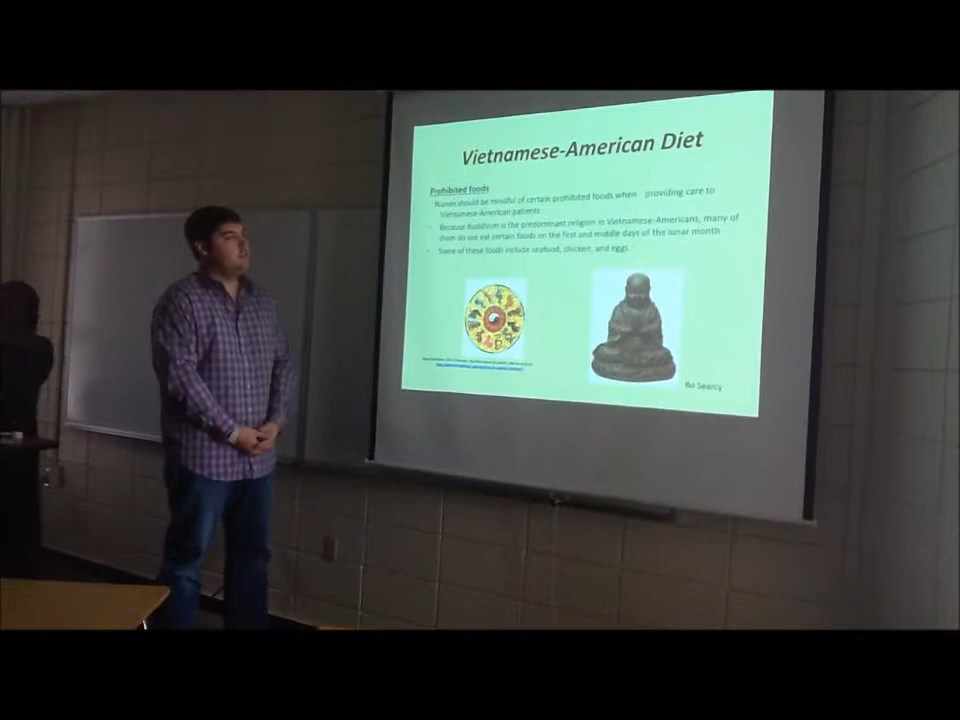 Vietnamese-American Diet
Prohibited foods
Nurses should be mindful of certain prohibited foods when providing care to
Vietnamese-American patients
Because Buddhism is the predominant religion in Vietnamese-Americans, many of
them do not eat certain foods on the first and middle days of the lunar month
Some of these foods include seafood, chicken, and eggs.
Bo Searcy